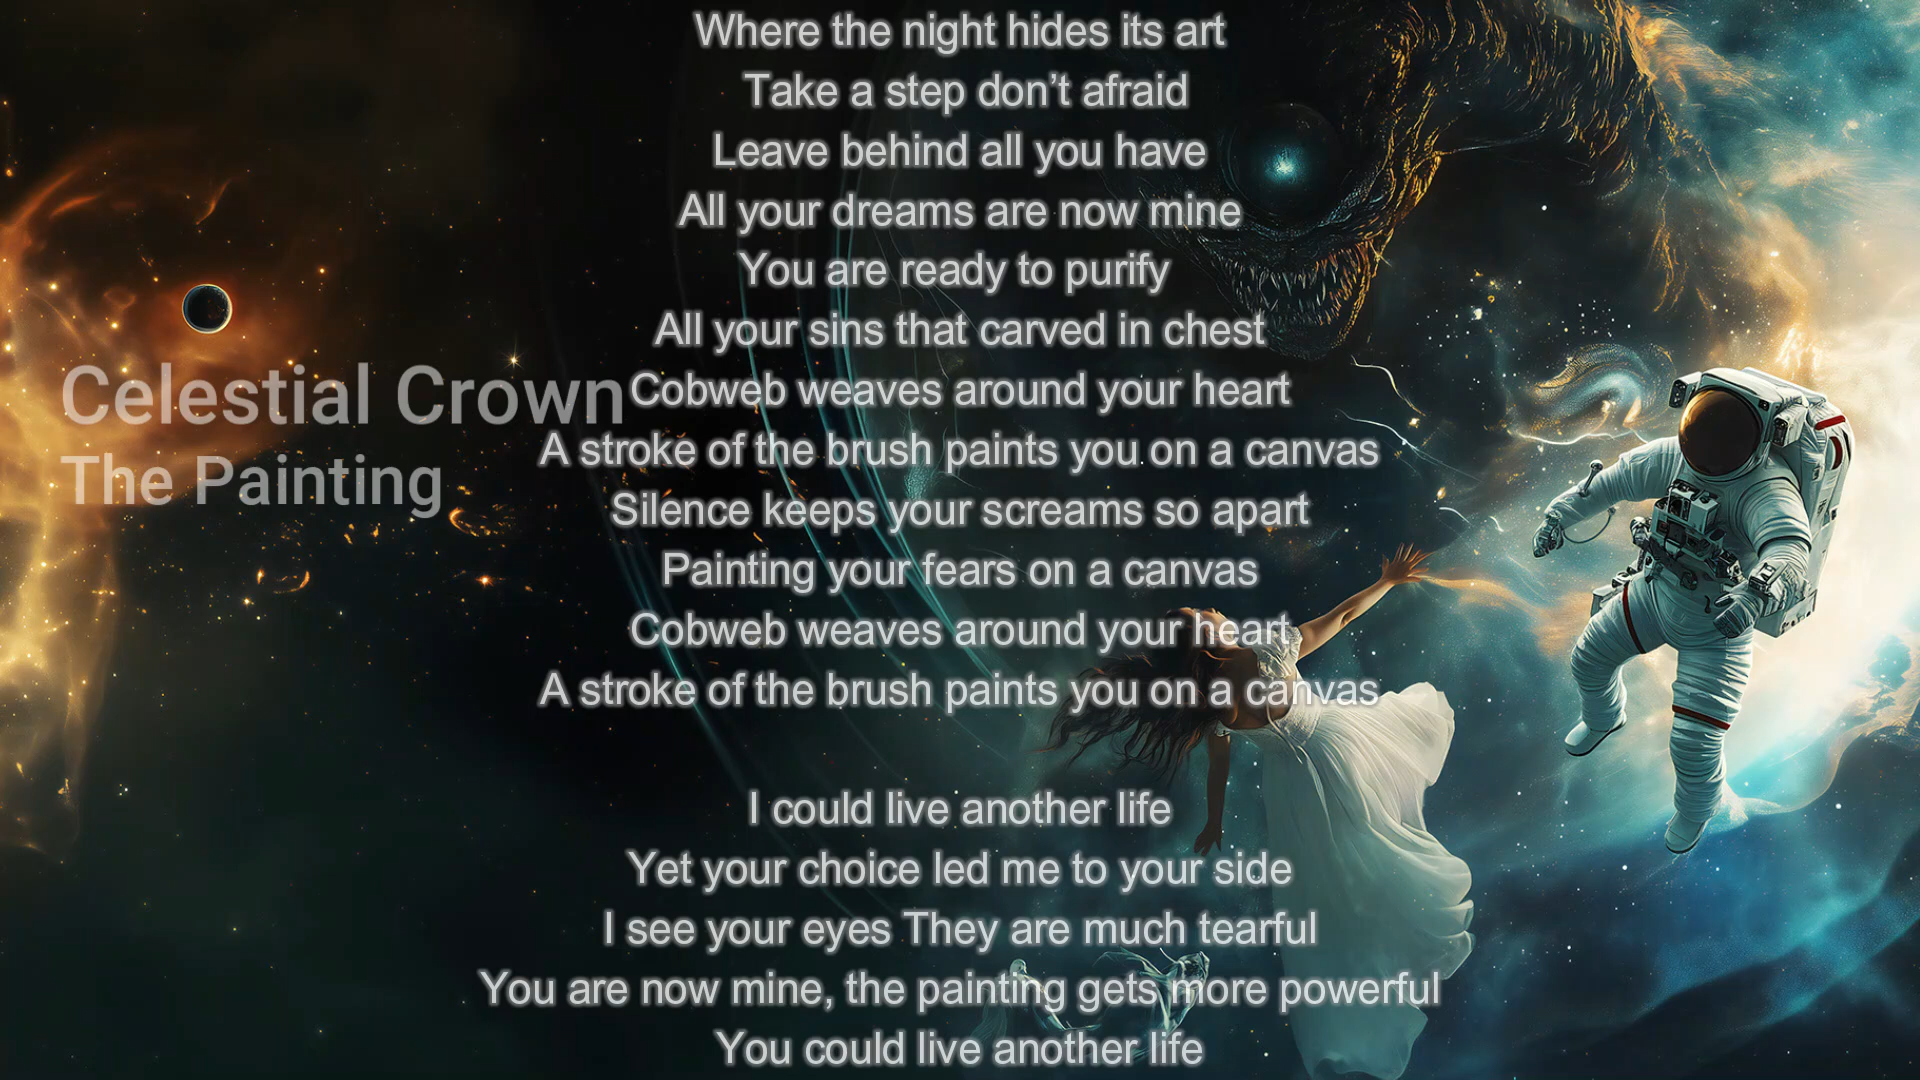 Where the night hides its art
Take a step don’t afraid
Leave behind all you have
All your dreams are now mine
You are ready to purify
All your sins that carved in chest
Celestial Crown
Cobweb weaves around your heart
A stroke of the brush paints you on a canvas
The Painting
Silence keeps your screams so apart
Painting your fears on a canvas
Cobweb weaves around your heart
A stroke of the brush paints you on a canvas
I could live another life
Yet your choice led me to your side
I see your eyes They are much tearful
You are now mine, the painting gets more powerful
You could live another life